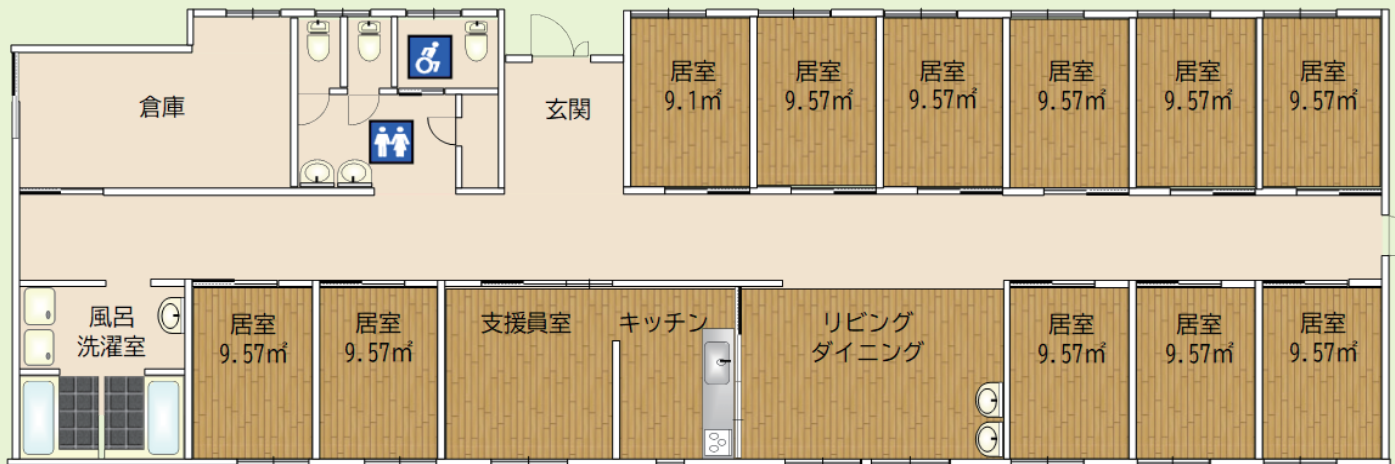 倉庫
玄関
居室
9.1㎡
居室
9.57㎡
居室
9.57㎡
居室
9.57㎡
居室
9.57㎡
居室
9.57㎡
風呂
洗濯室
居室
9.57㎡
居室
9.57㎡
支援員室
キッチン
リビング
ダイニング
居室
9.57㎡
居室
9.57㎡
居室
9.57㎡